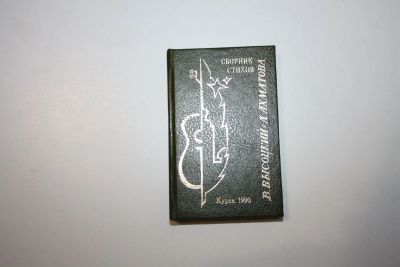 СБОРНИК
СТИХОВ
В. ВЫСОЦКИЙ А. АХМАТОВА
Курск 1990